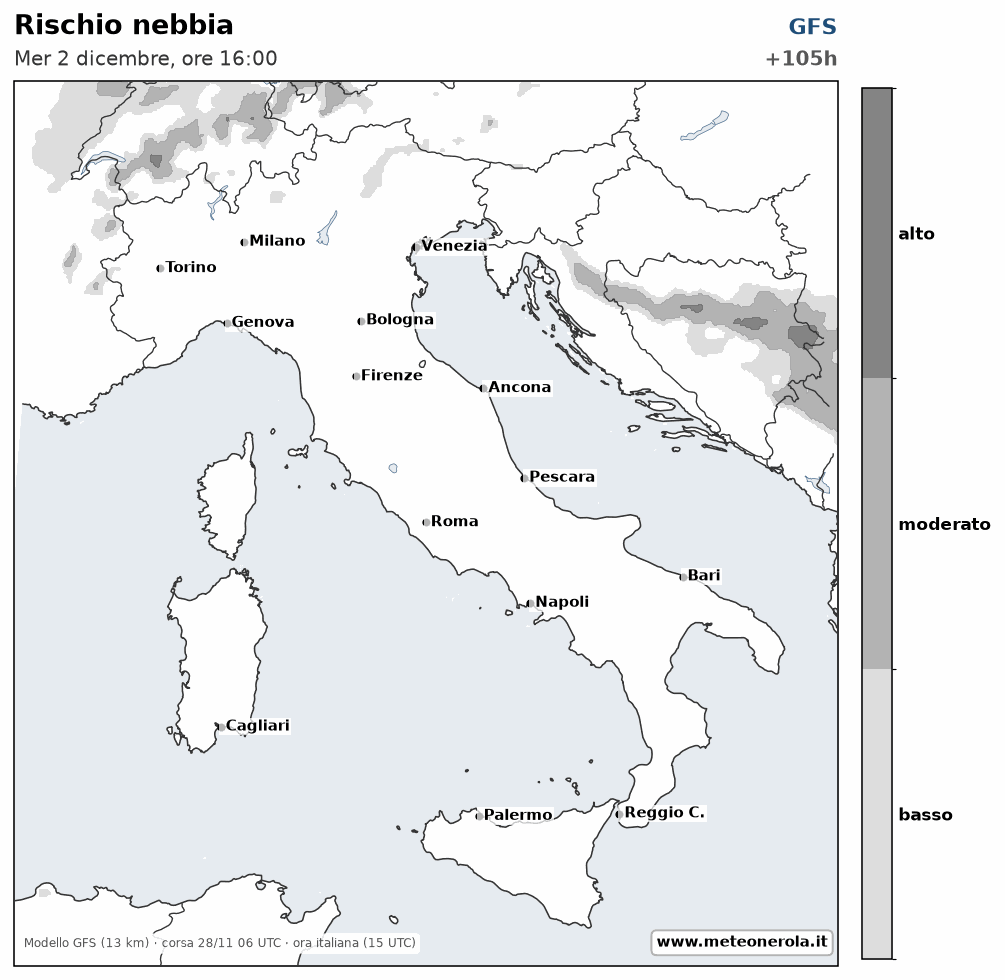 Rischio nebbia
GFS
Mer 2 dicembre, ore 16:00
+105h
alto
moderato
basso
Milano
Venezia
Torino
Genova
Bologna
Firenze
Ancona
Pescara
Roma
Bari
Napoli
Cagliari
Palermo
Reggio C.
Modello GFS (13 km) · corsa 28/11 06 UTC · ora italiana (15 UTC)
www.meteonerola.it